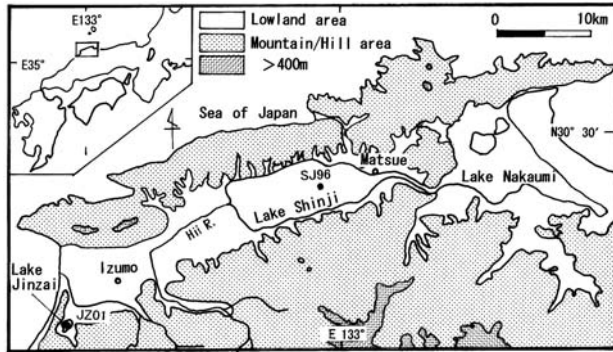 E133°
E35°
Lowland area
Mountain/Hill area
>400m
0
10km
Sea of Japan
N30° 30'
Matsue
SJ96
Lake Nakaumi
Lake Shinji
Hii R.
Lake
Jinzai
Izumo
JZ01
E 133°